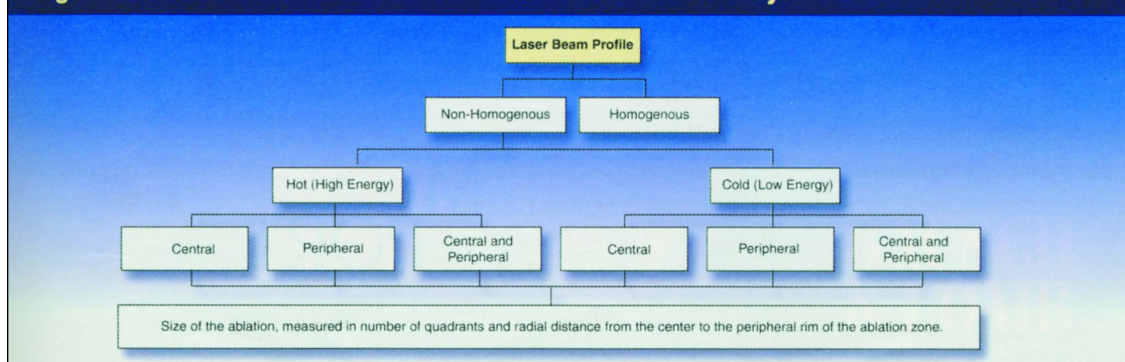 Laser Beam Profile
Non-Homogenous
Homogenous
Hot (High Energy)
Cold (Low Energy)
Central
Peripheral
Central and
Peripheral
Central
Peripheral
Central and
Peripheral
Size of the ablation, measured in number of quadrants and radial distance from the center to the peripheral rim of the ablation zone.